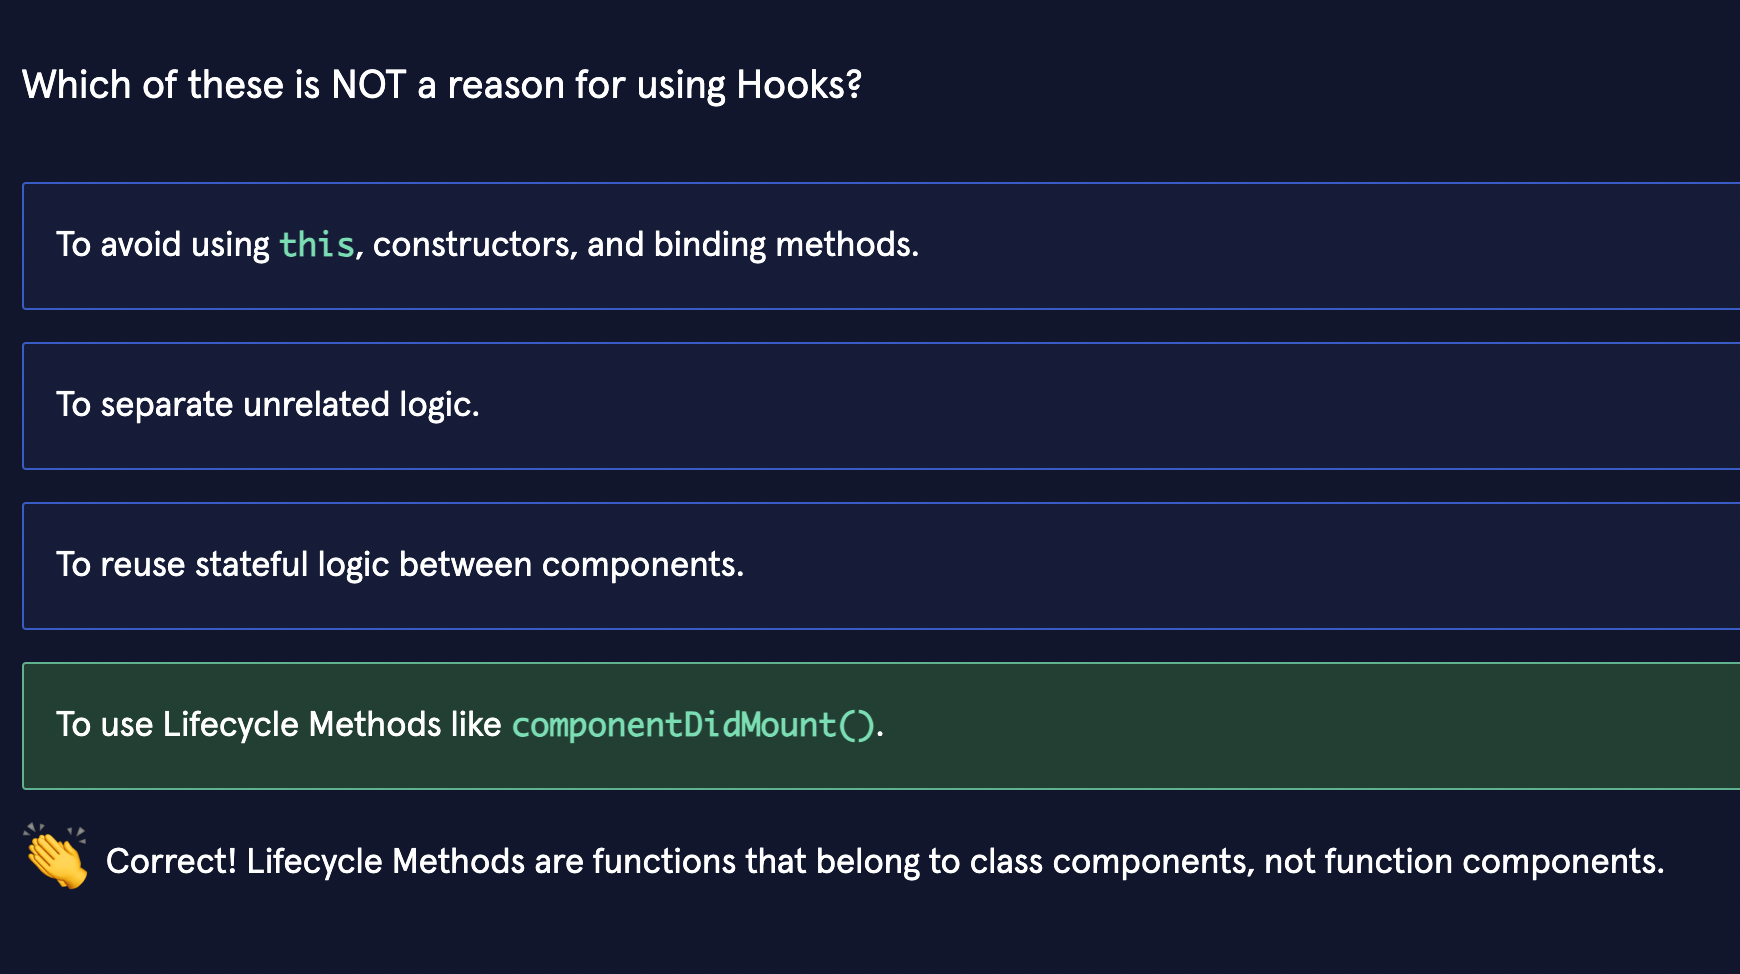 Which of these is NOT a reason for using Hooks?
To avoid using this, constructors, and binding methods.
To separate unrelated logic.
To reuse stateful logic between components.
To use Lifecycle Methods like componentDidMount().
Correct! Lifecycle Methods are functions that belong to class components, not function components.